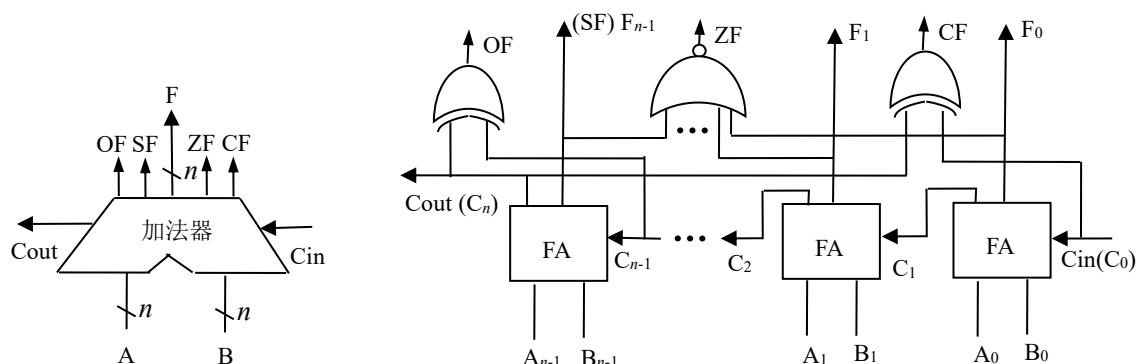 F
OF SF ZF CF
n
加法器
Cout
Cin
n
n
A
B
OF
(SF) Fn-1
ZF
F1
CF
F0
Cout (Cn)
FA
Cn-1
C2
FA
C1
FA
Cin(C0)
An-1
Bn-1
A1
B1
A0
B0